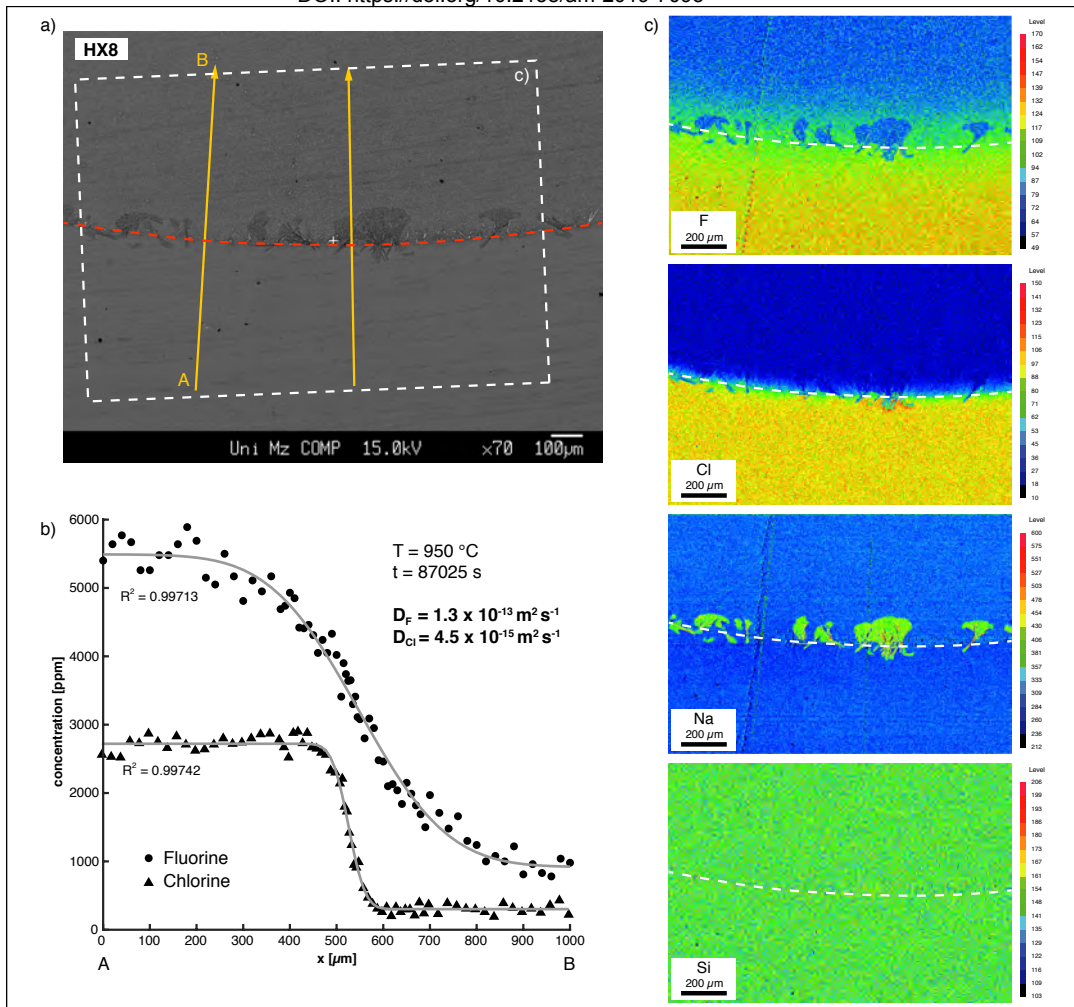 DOI: https://doi.org/
a)
HX8
B
c)
A
Uni Mz COMP 15.0kV ×70 100µm
b)
6000
5000
4000
3000
2000
1000
0
concentration [ppm]
R² = 0.99713
R² = 0.99742
T = 950 °C
t = 87025 s
D_F = 1.3 x 10⁻¹³ m² s⁻¹
D_Cl = 4.5 x 10⁻¹⁵ m² s⁻¹
Fluorine
Chlorine
0 100 200 300 400 500 600 700 800 900 1000
A x [µm] B
c)
F
200 µm
Level
170
162
154
147
139
132
124
117
109
102
94
87
79
72
64
57
49
Cl
200 µm
Level
150
141
132
123
115
106
97
88
80
71
62
53
45
36
27
18
10
Na
200 µm
Level
600
575
551
527
503
478
454
430
406
381
357
333
309
284
260
236
212
Si
200 µm
Level
206
199
193
186
180
173
167
161
154
148
141
135
129
122
116
109
103